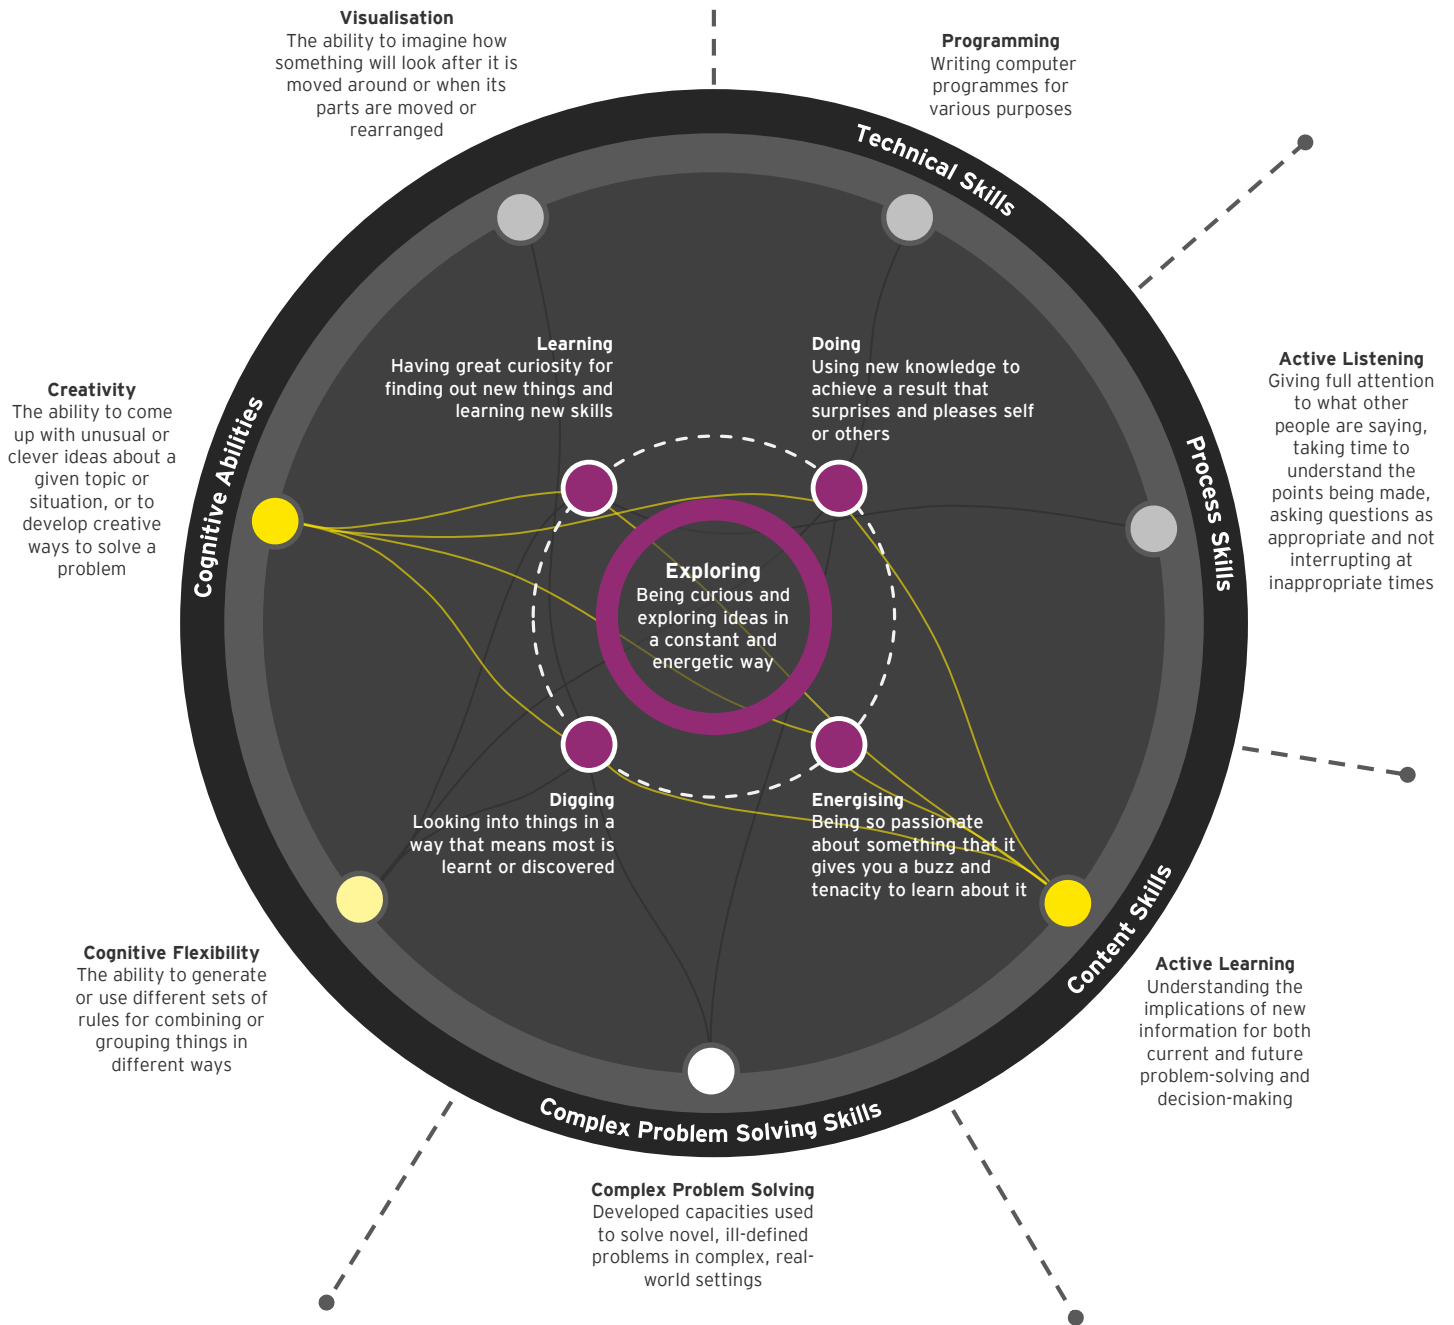 Visualisation
The ability to imagine how
something will look after it is
moved around or when its
parts are moved or
rearranged
Programming
Writing computer
programmes for
various purposes
Technical Skills
Learning
Having great curiosity for
finding out new things and
learning new skills
Doing
Using new knowledge to
achieve a result that
surprises and pleases self
or others
Active Listening
Giving full attention
to what other
people are saying,
taking time to
understand the
points being made,
asking questions as
appropriate and not
interrupting at
inappropriate times
Creativity
The ability to come
up with unusual or
clever ideas about a
given topic or
situation, or to
develop creative
ways to solve a
problem
Cognitive Abilities
Process Skills
Exploring
Being curious and
exploring ideas in
a constant and
energetic way
Digging
Looking into things in a
way that means most is
learnt or discovered
Energising
Being so passionate
about something that it
gives you a buzz and
tenacity to learn about it
Content Skills
Cognitive Flexibility
The ability to generate
or use different sets of
rules for combining or
grouping things in
different ways
Active Learning
Understanding the
implications of new
information for both
current and future
problem-solving and
decision-making
Complex Problem Solving Skills
Complex Problem Solving
Developed capacities used
to solve novel, ill-defined
problems in complex, real-
world settings